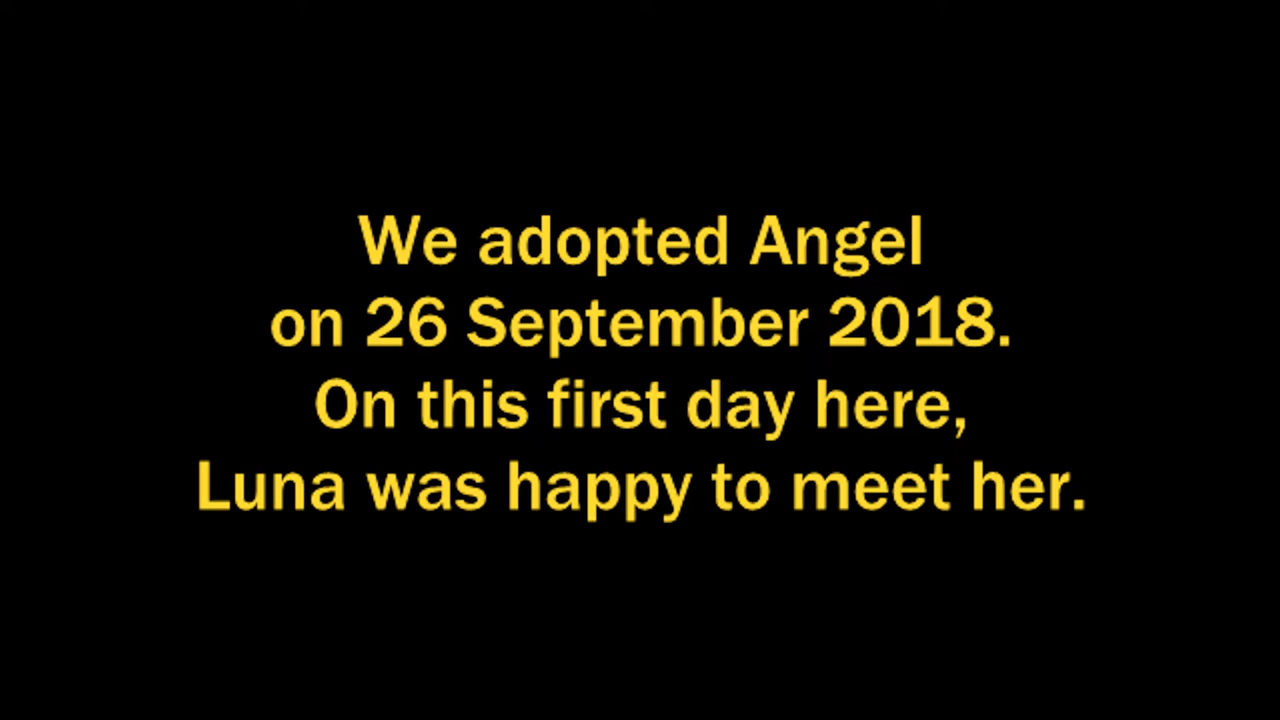 We adopted Angel
on 26 September 2018.
On this first day here,
Luna was happy to meet her.